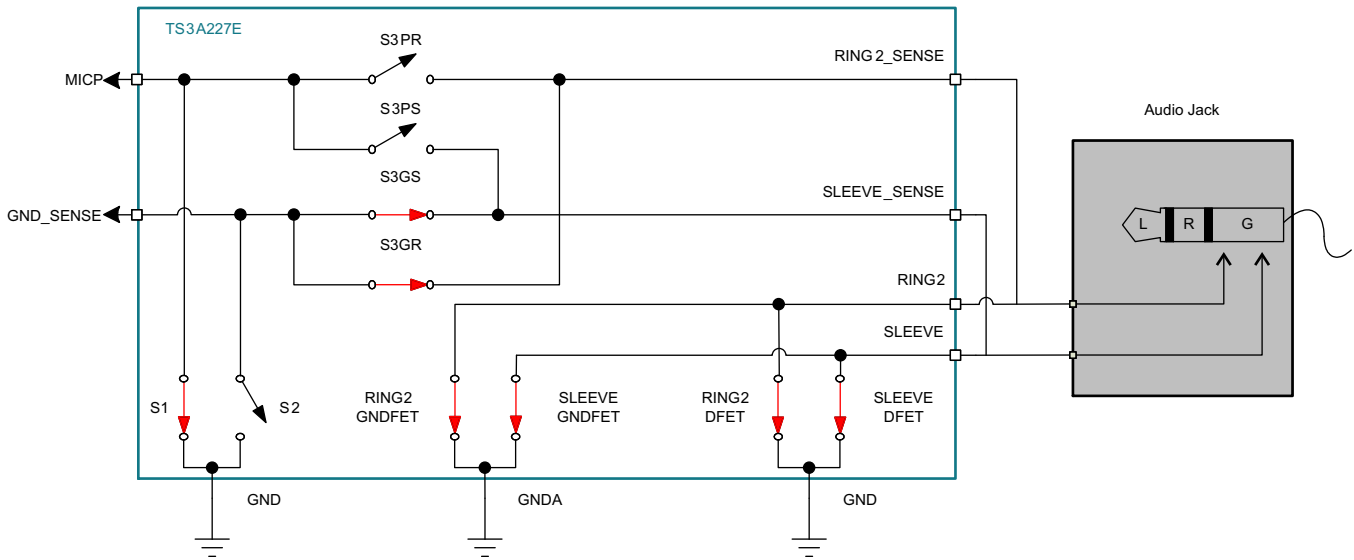 TS3A227E
S3PR
RING2_SENSE
MICP
S3PS
Audio Jack
S3GS
SLEEVE_SENSE
GND_SENSE
L R G
S3GR
RING2
SLEEVE
S1
S2
RING2
GNDFET
SLEEVE
GNDFET
RING2
DFET
SLEEVE
DFET
GND
GNDA
GND